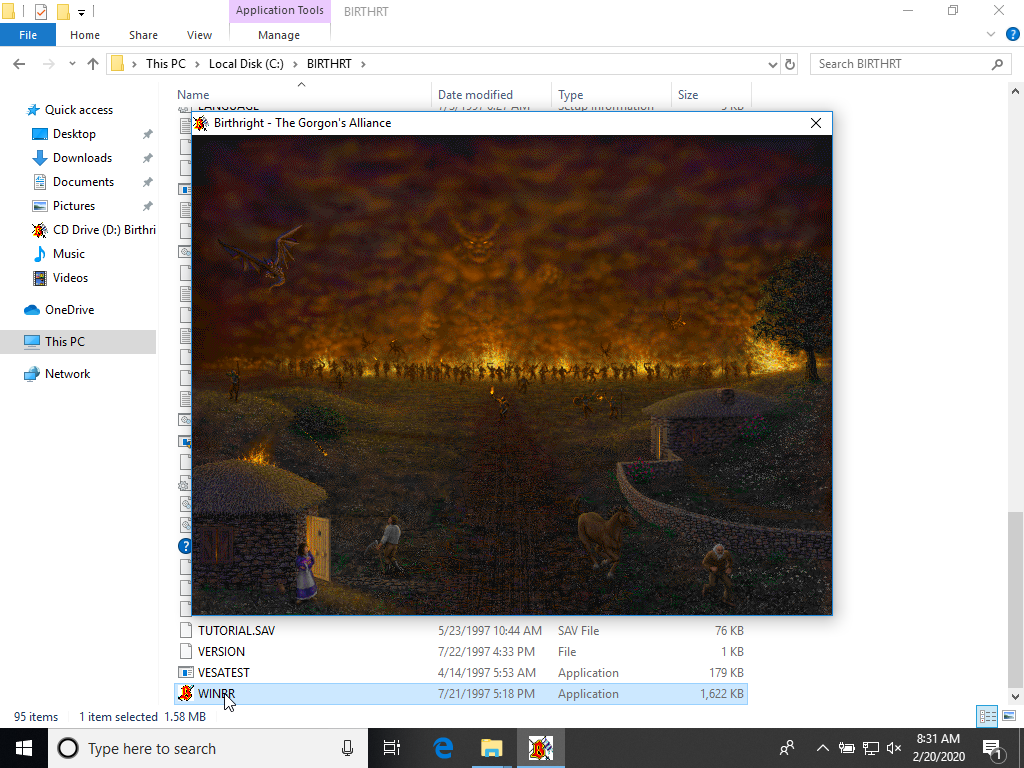 Application Tools
BIRTHRT
File
Home
Share
View
Manage
This PC
Local Disk (C:)
BIRTHRT
Search BIRTHRT
Name
Date modified
Type
Size
LANGUAGE
Setup Information
Quick access
Desktop
Downloads
Documents
Pictures
CD Drive (D:) Birthri
Music
Videos
OneDrive
This PC
Network
Birthright - The Gorgon's Alliance
TUTORIAL.SAV 5/23/1997 10:44 AM SAV File 76 KB
VERSION 7/22/1997 4:33 PM File 1 KB
VESATEST 4/14/1997 5:53 AM Application 179 KB
WINBR 7/21/1997 5:18 PM Application 1,622 KB
95 items 1 item selected 1.58 MB
Type here to search
8:31 AM
2/20/2020
1